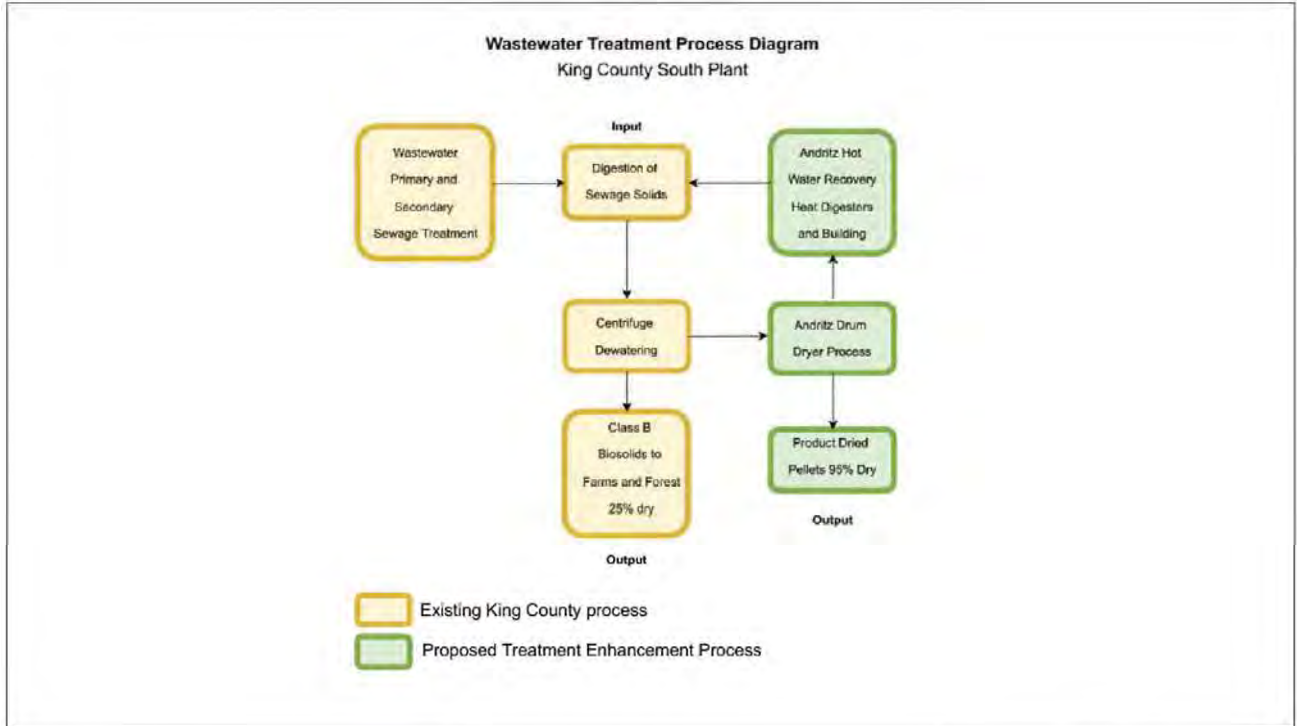 Wastewater Treatment Process Diagram
King County South Plant
Input
Wastewater
Primary and
Secondary
Sewage Treatment
Digestion of
Sewage Solids
Andritz Hot
Water Recovery
Heat Digesters
and Building
Centrifuge
Dewatering
Andritz Drum
Dryer Process
Class B
Biosolids to
Farms and Forest
25% dry
Product Dried
Pellets 95% Dry
Output
Output
Existing King County process
Proposed Treatment Enhancement Process